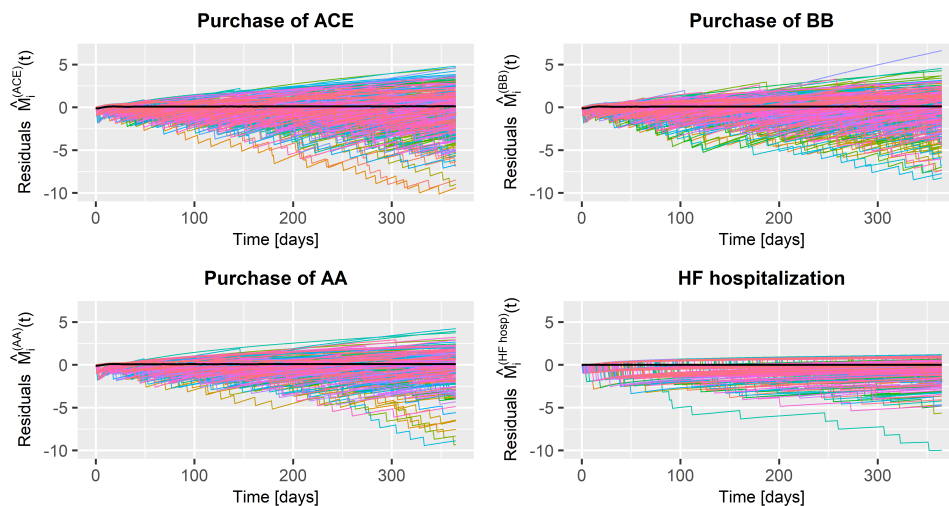 Purchase of ACE
Residuals M̂ᵢ⁽ᴬᶜᴱ⁾(t)
5
0
-5
-10
0 100 200 300
Time [days]
Purchase of BB
Residuals M̂ᵢ⁽ᴮᴮ⁾(t)
5
0
-5
-10
0 100 200 300
Time [days]
Purchase of AA
Residuals M̂ᵢ⁽ᴬᴬ⁾(t)
5
0
-5
-10
0 100 200 300
Time [days]
HF hospitalization
Residuals M̂ᵢ⁽ᴴᶠ ʰᵒˢᵖ⁾(t)
5
0
-5
-10
0 100 200 300
Time [days]